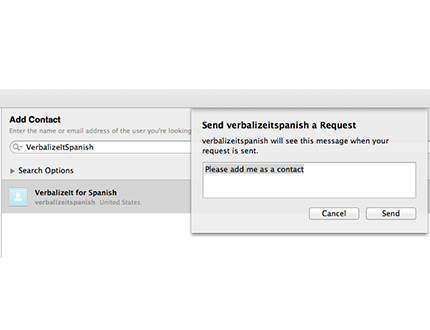 Add Contact
Enter the name or email address of the user you're looking
VerbalizeItSpanish
Search Options
VerbalizeIt for Spanish
verbalizeitspanish United States
Send verbalizeitspanish a Request
verbalizeitspanish will see this message when your
request is sent.
Please add me as a contact
Cancel Send